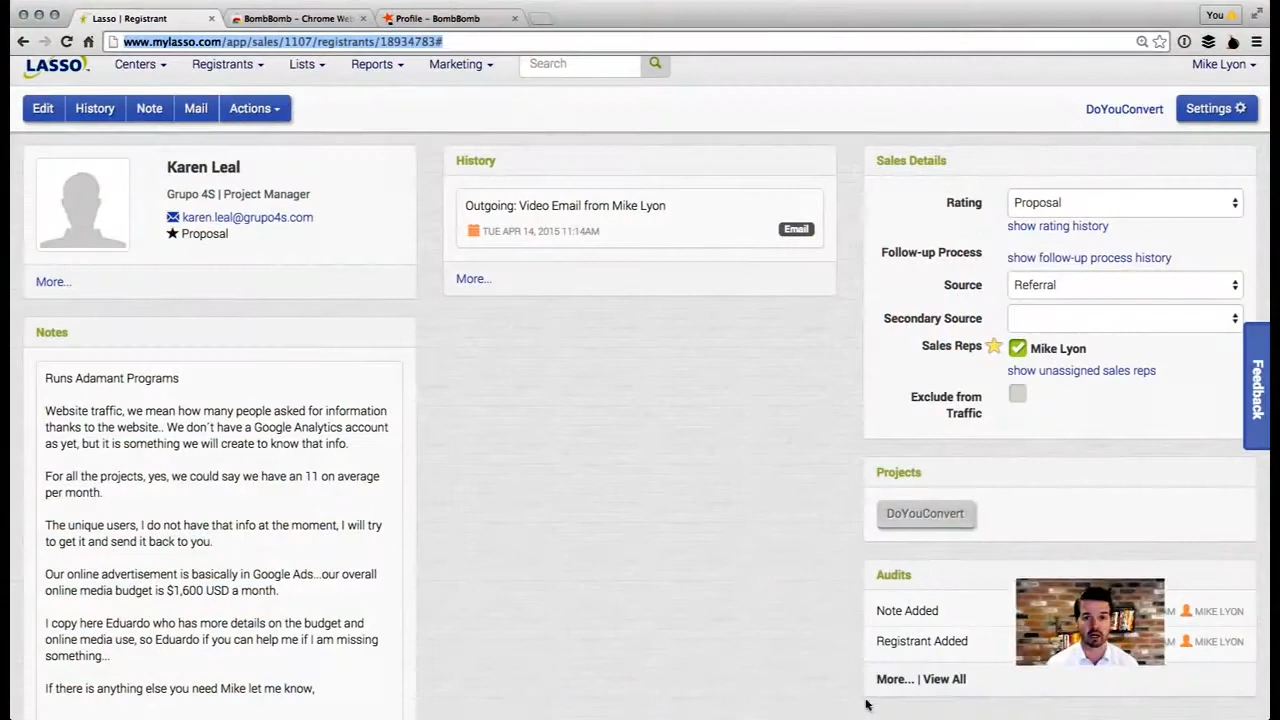 Lasso | Registrant
BombBomb – Chrome Web
Profile – BombBomb
You
www.mylasso.com/app/sales/1107/registrants/18934783#
LASSO
Centers
Registrants
Lists
Reports
Marketing
Search
Mike Lyon
Edit
History
Note
Mail
Actions
DoYouConvert
Settings
Karen Leal
Grupo 4S | Project Manager
karen.leal@grupo4s.com
Proposal
More...
Notes
Runs Adamant Programs
Website traffic, we mean how many people asked for information
thanks to the website.. We don´t have a Google Analytics account
as yet, but it is something we will create to know that info.
For all the projects, yes, we could say we have an 11 on average
per month.
The unique users, I do not have that info at the moment, I will try
to get it and send it back to you.
Our online advertisement is basically in Google Ads...our overall
online media budget is $1,600 USD a month.
I copy here Eduardo who has more details on the budget and
online media use, so Eduardo if you can help me if I am missing
something...
If there is anything else you need Mike let me know,
History
Outgoing: Video Email from Mike Lyon
TUE APR 14, 2015 11:14AM
Email
More...
Sales Details
Rating
Proposal
show rating history
Follow-up Process
show follow-up process history
Source
Referral
Secondary Source
Sales Reps
Mike Lyon
show unassigned sales reps
Exclude from
Traffic
Feedback
Projects
DoYouConvert
Audits
Note Added
MIKE LYON
Registrant Added
MIKE LYON
More... | View All